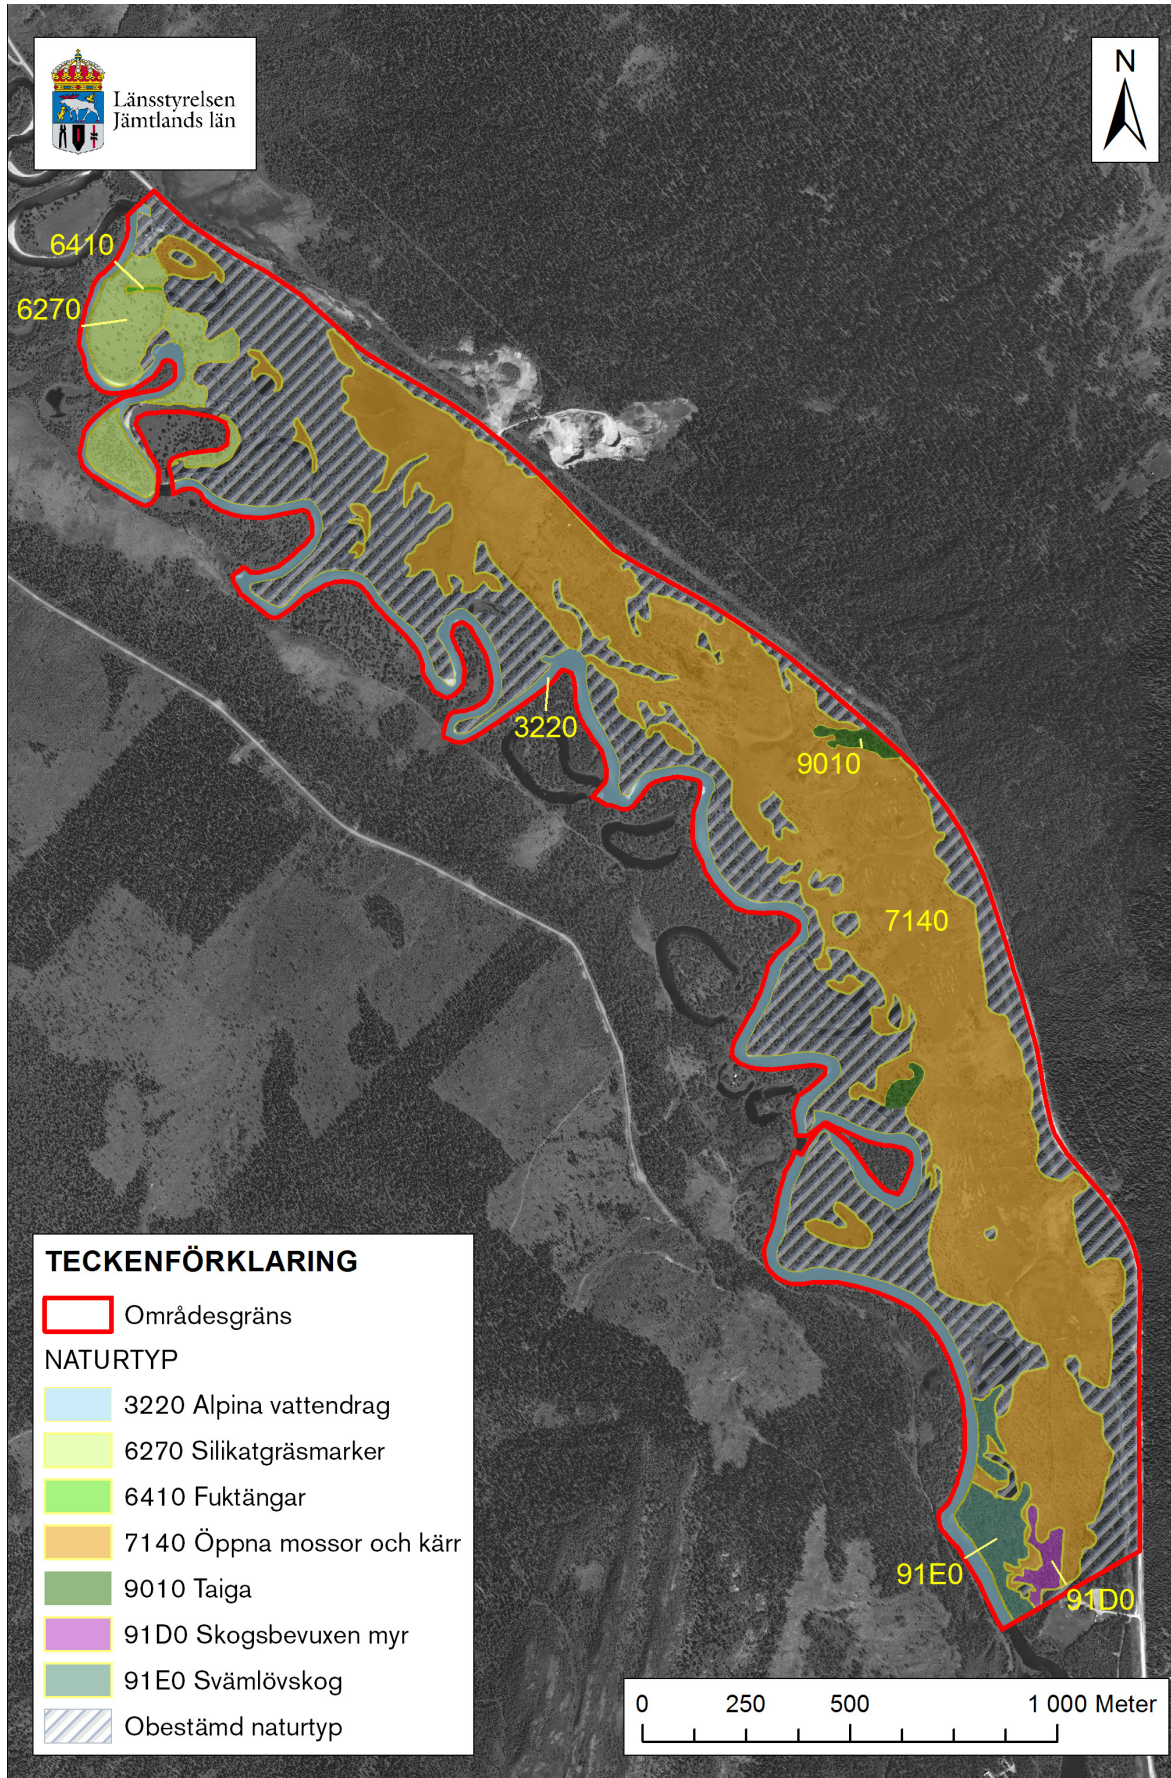 Länsstyrelsen
Jämtlands län
N
6410
6270
3220
9010
7140
91E0
91D0
TECKENFÖRKLARING
Områdesgräns
NATURTYP
3220 Alpina vattendrag
6270 Silikatgräsmarker
6410 Fuktängar
7140 Öppna mossor och kärr
9010 Taiga
91D0 Skogsbevuxen myr
91E0 Svämlövskog
Obestämd naturtyp
0 250 500 1 000 Meter